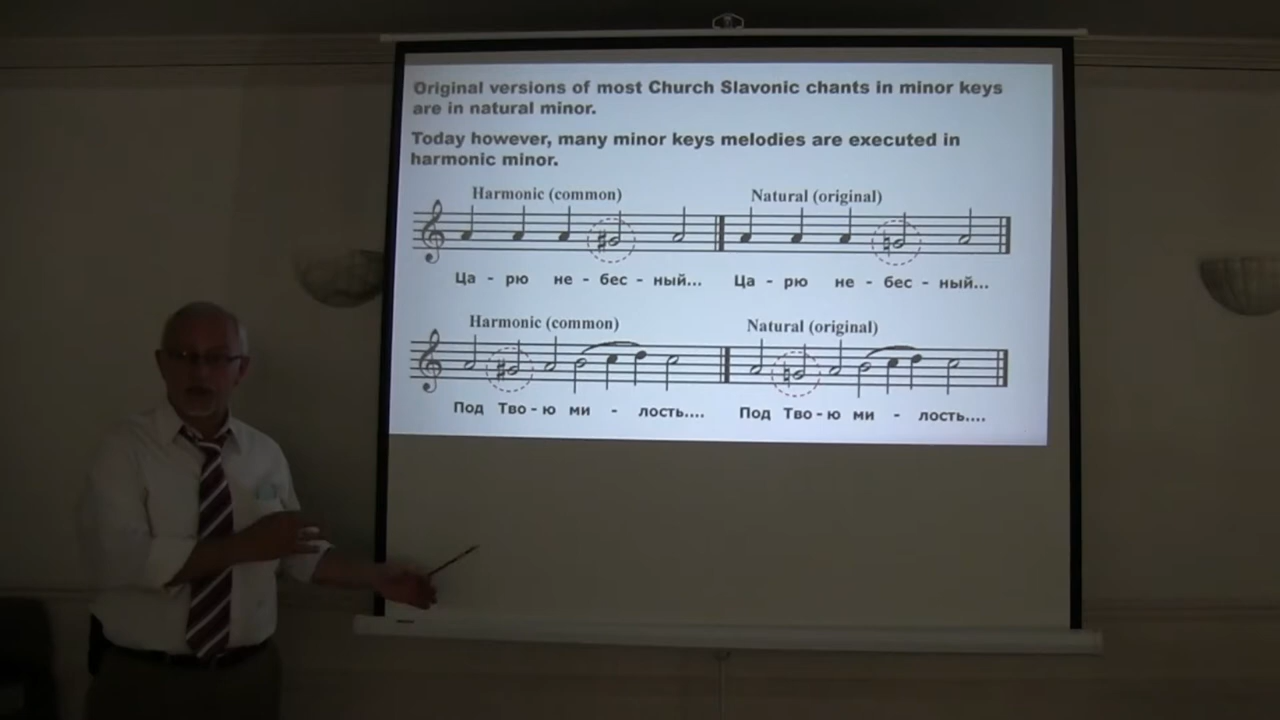 Original versions of most Church Slavonic chants in minor keys
are in natural minor.
Today however, many minor keys melodies are executed in
harmonic minor.
Harmonic (common) Natural (original)
Ца - рю не - бес - ный... Ца - рю не - бес - ный...
Harmonic (common) Natural (original)
Под Тво - ю ми - лость.... Под Тво - ю ми - лость....